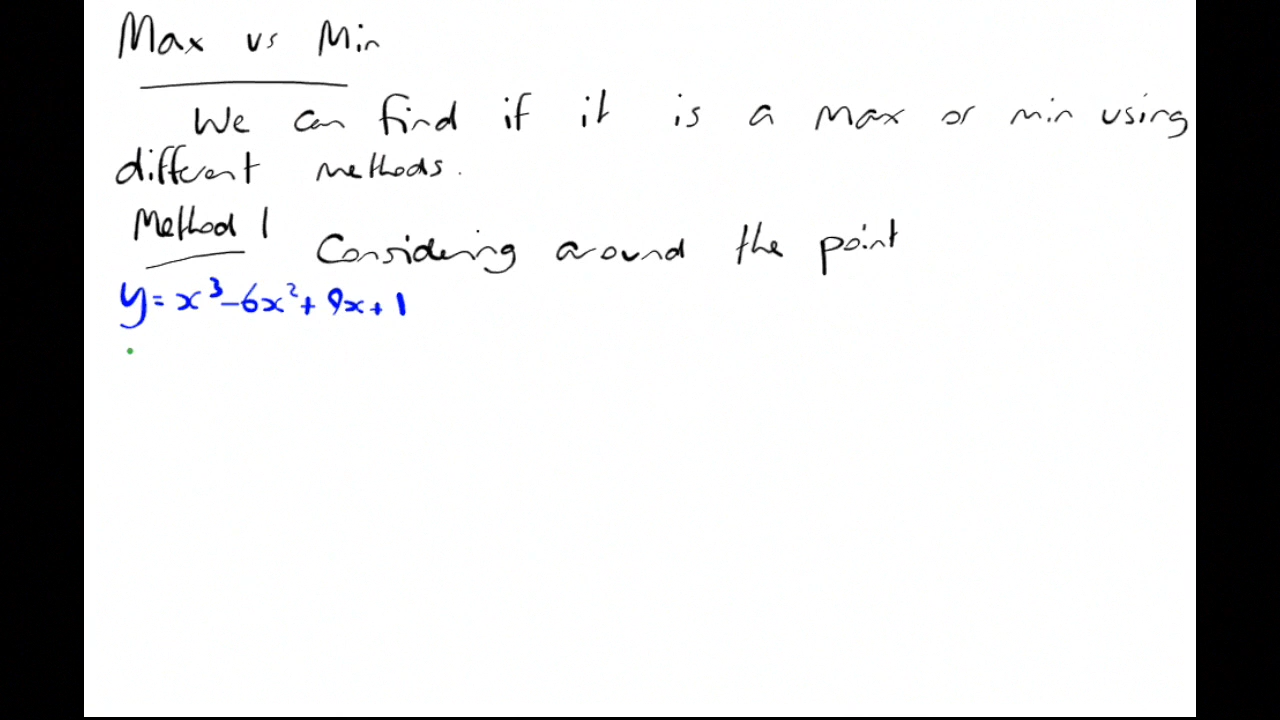 Max vs Min
We can find if it is a max or min using
different methods.
Method 1 Considering around the point
y = x³ - 6x² + 9x + 1